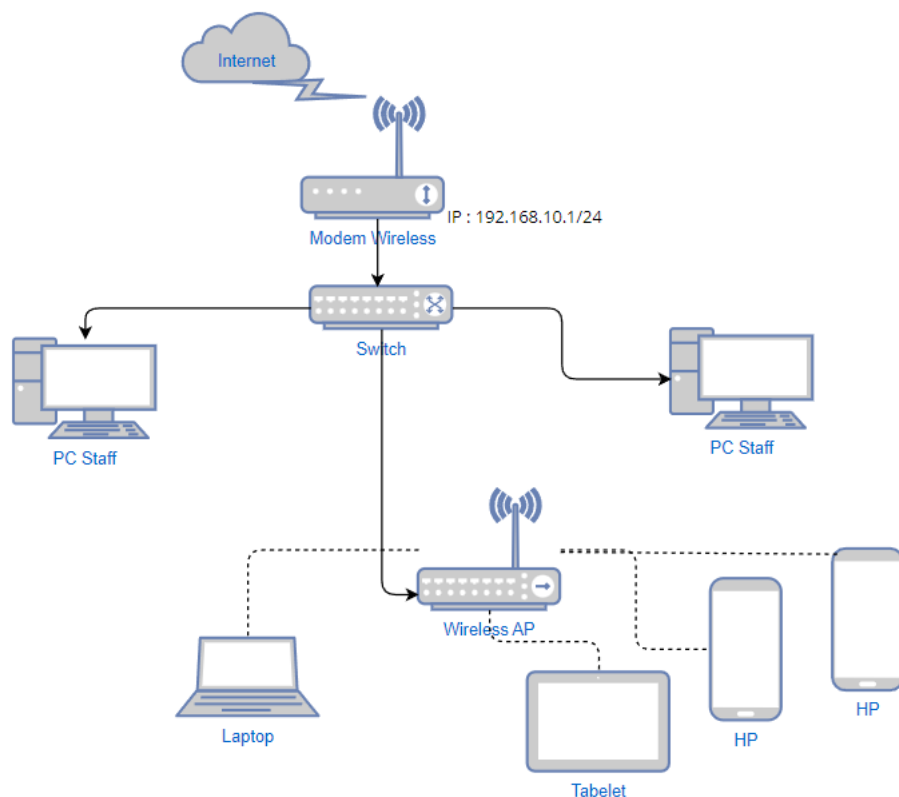 Internet
IP : 192.168.10.1/24
Modem Wireless
Switch
PC Staff
PC Staff
Wireless AP
Laptop
HP
HP
Tabelet